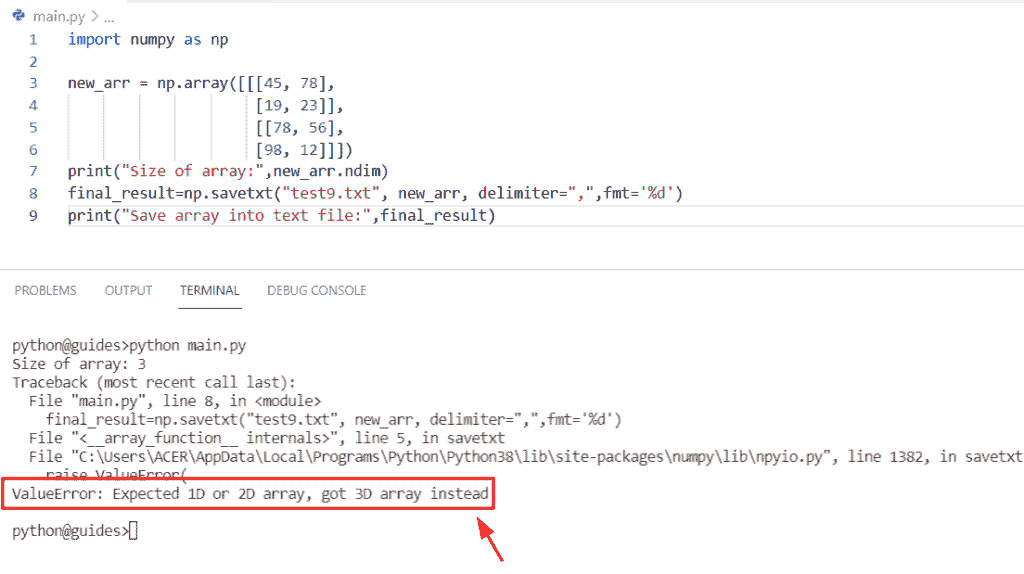 main.py > ...
1 import numpy as np
2
3 new_arr = np.array([[[45, 78],
4 [19, 23]],
5 [[78, 56],
6 [98, 12]]])
7 print("Size of array:",new_arr.ndim)
8 final_result=np.savetxt("test9.txt", new_arr, delimiter=",",fmt='%d')
9 print("Save array into text file:",final_result)
PROBLEMS OUTPUT TERMINAL DEBUG CONSOLE
python@guides>python main.py
Size of array: 3
Traceback (most recent call last):
File "main.py", line 8, in <module>
final_result=np.savetxt("test9.txt", new_arr, delimiter=",",fmt='%d')
File "<__array_function__ internals>", line 5, in savetxt
File "C:\Users\ACER\AppData\Local\Programs\Python\Python38\lib\site-packages\numpy\lib\npyio.py", line 1382, in savetxt
raise ValueError(
ValueError: Expected 1D or 2D array, got 3D array instead
python@guides>